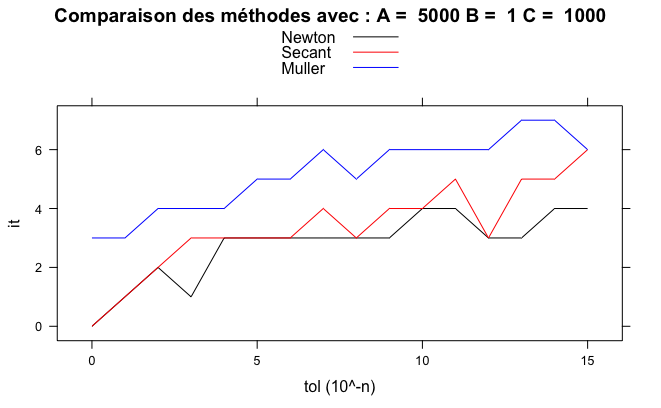 Comparaison des méthodes avec : A =  5000 B =  1 C =  1000
Newton
Secant
Muller
6
4
2
0
it
0 5 10 15
tol (10^-n)